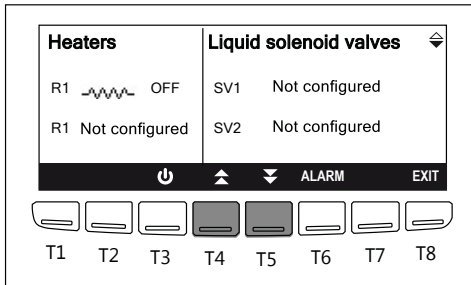 Heaters Liquid solenoid valves
R1 OFF SV1 Not configured
R1 Not configured SV2 Not configured
ALARM EXIT
T1 T2 T3 T4 T5 T6 T7 T8